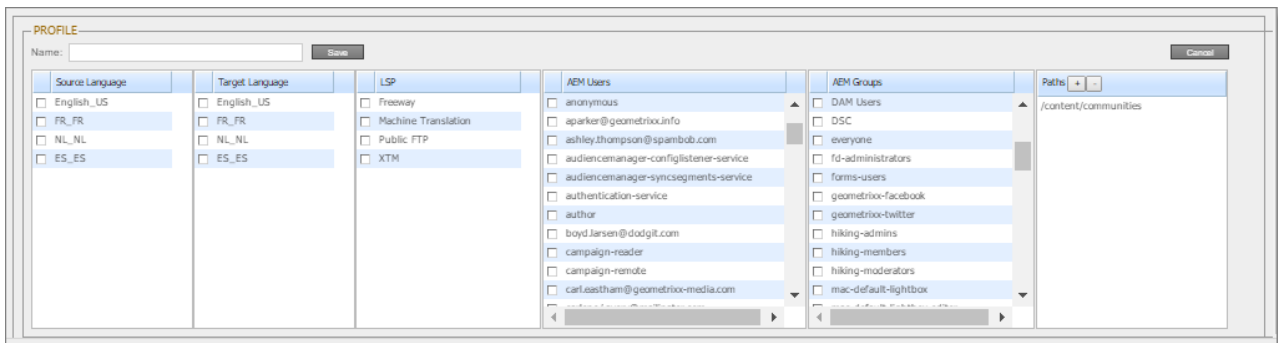 PROFILE
Name: Save Cancel
Source Language
English_US
FR_FR
NL_NL
ES_ES
Target Language
English_US
FR_FR
NL_NL
ES_ES
LSP
Freeway
Machine Translation
Public FTP
XTM
AEM Users
anonymous
aparker@geometrixx.info
ashley.thompson@spambob.com
audiencemanager-configlistener-service
audiencemanager-syncsegments-service
authentication-service
author
boyd.larsen@dodgit.com
campaign-reader
campaign-remote
carl.eastham@geometrixx-media.com
AEM Groups
DAM Users
DSC
everyone
fd-administrators
forms-users
geometrixx-facebook
geometrixx-twitter
hiking-admins
hiking-members
hiking-moderators
mac-default-lightbox
Paths + -
/content/communities